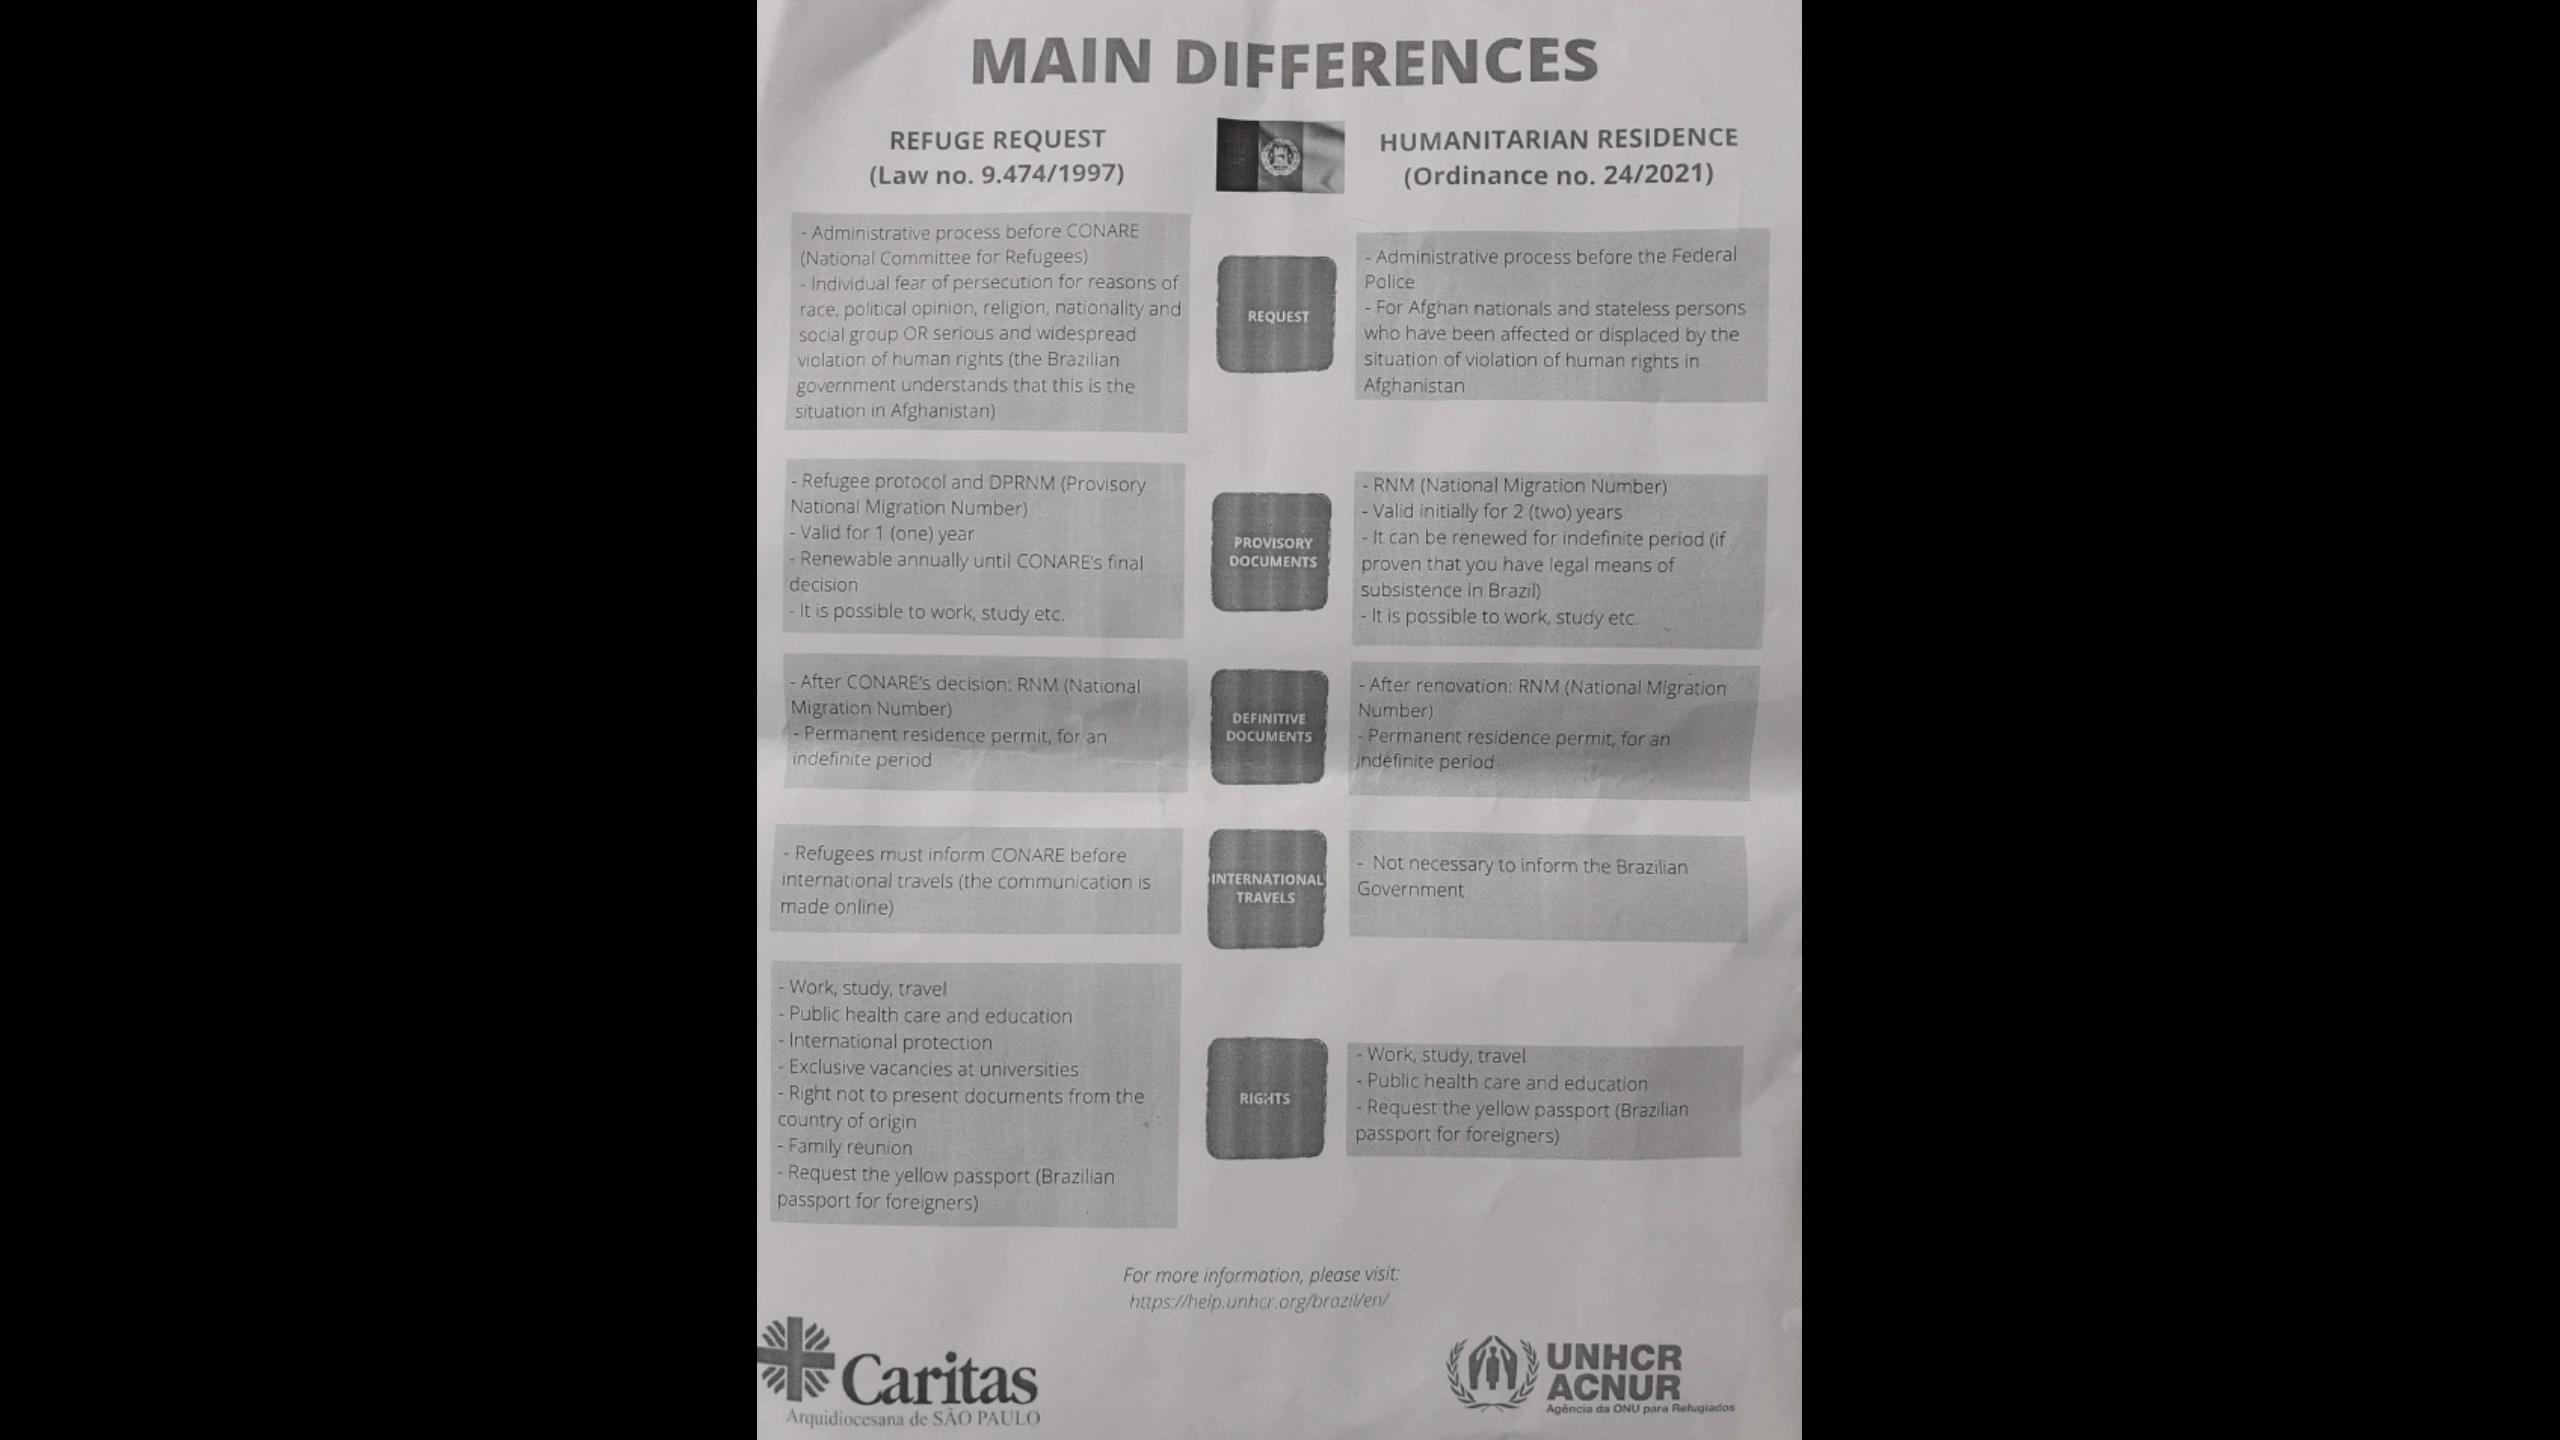 MAIN DIFFERENCES
REFUGE REQUEST
(Law no. 9.474/1997)
HUMANITARIAN RESIDENCE
(Ordinance no. 24/2021)
- Administrative process before CONARE
(National Committee for Refugees)
- Individual fear of persecution for reasons of
race, political opinion, religion, nationality and
social group OR serious and widespread
violation of human rights (the Brazilian
government understands that this is the
situation in Afghanistan)
REQUEST
- Administrative process before the Federal
Police
- For Afghan nationals and stateless persons
who have been affected or displaced by the
situation of violation of human rights in
Afghanistan
- Refugee protocol and DPRNM (Provisory
National Migration Number)
- Valid for 1 (one) year
- Renewable annually until CONARE's final
decision
- It is possible to work, study etc.
PROVISORY
DOCUMENTS
- RNM (National Migration Number)
- Valid initially for 2 (two) years
- It can be renewed for indefinite period (if
proven that you have legal means of
subsistence in Brazil)
- It is possible to work, study etc.
- After CONARE's decision: RNM (National
Migration Number)
- Permanent residence permit, for an
indefinite period
DEFINITIVE
DOCUMENTS
- After renovation: RNM (National Migration
Number)
- Permanent residence permit, for an
indefinite period
- Refugees must inform CONARE before
international travels (the communication is
made online)
INTERNATIONAL
TRAVELS
- Not necessary to inform the Brazilian
Government
- Work, study, travel
- Public health care and education
- International protection
- Exclusive vacancies at universities
- Right not to present documents from the
country of origin
- Family reunion
- Request the yellow passport (Brazilian
passport for foreigners)
RIGHTS
- Work, study, travel
- Public health care and education
- Request the yellow passport (Brazilian
passport for foreigners)
For more information, please visit:
https://help.unhcr.org/brazil/en/
Caritas
Arquidiocesana de SÃO PAULO
UNHCR
ACNUR
Agência da ONU para Refugiados